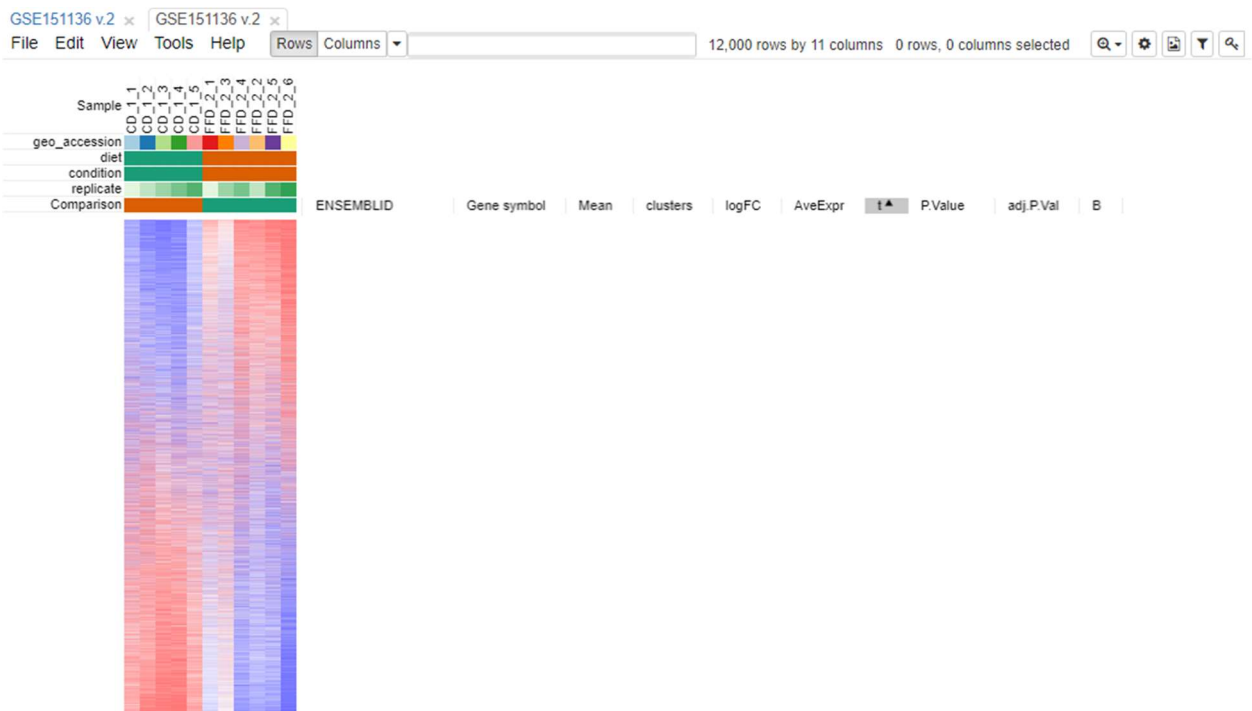 GSE151136 v.2 × GSE151136 v.2 ×
File Edit View Tools Help Rows Columns 12,000 rows by 11 columns 0 rows, 0 columns selected
Sample CD_1_1 CD_1_2 CD_1_3 CD_1_4 CD_1_5 FFD_2_1 FFD_2_3 FFD_2_4 FFD_2_2 FFD_2_5 FFD_2_6
geo_accession
diet
condition
replicate
Comparison ENSEMBLID Gene symbol Mean clusters logFC AveExpr t▲ P.Value adj.P.Val B